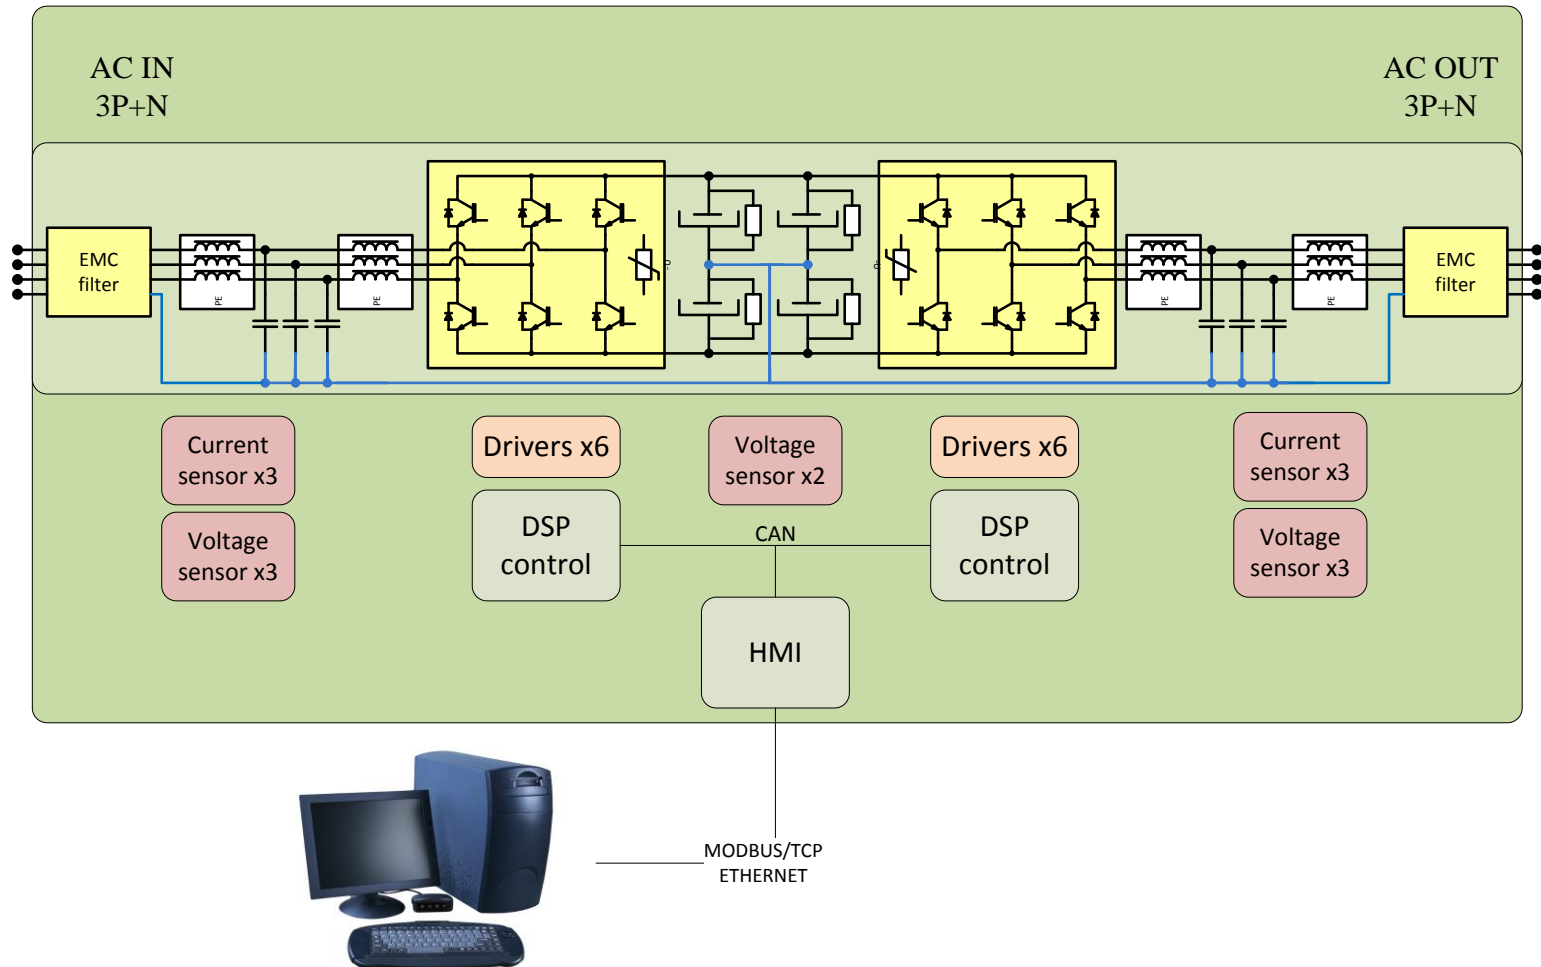 AC IN
3P+N
AC OUT
3P+N
EMC
filter
PE
PE
-υ
-υ
PE
PE
EMC
filter
Current
sensor x3
Drivers x6
Voltage
sensor x2
Drivers x6
Current
sensor x3
Voltage
sensor x3
DSP
control
CAN
DSP
control
Voltage
sensor x3
HMI
MODBUS/TCP
ETHERNET